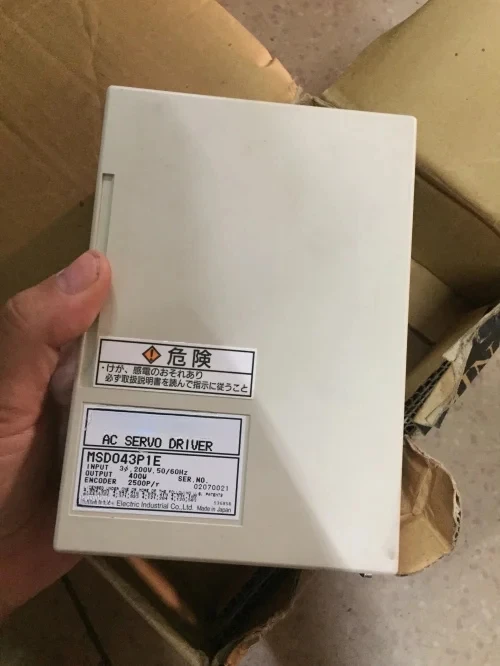 危険
・けが、感電のおそれあり
必ず取扱説明書を読んで指示に従うこと
AC SERVO DRIVER
MSD043P1E
INPUT 3ϕ,200V,50/60Hz
OUTPUT 400W SER.NO.
ENCODER 2500P/r 02070021
Electric Industrial Co.,Ltd. Made in Japan